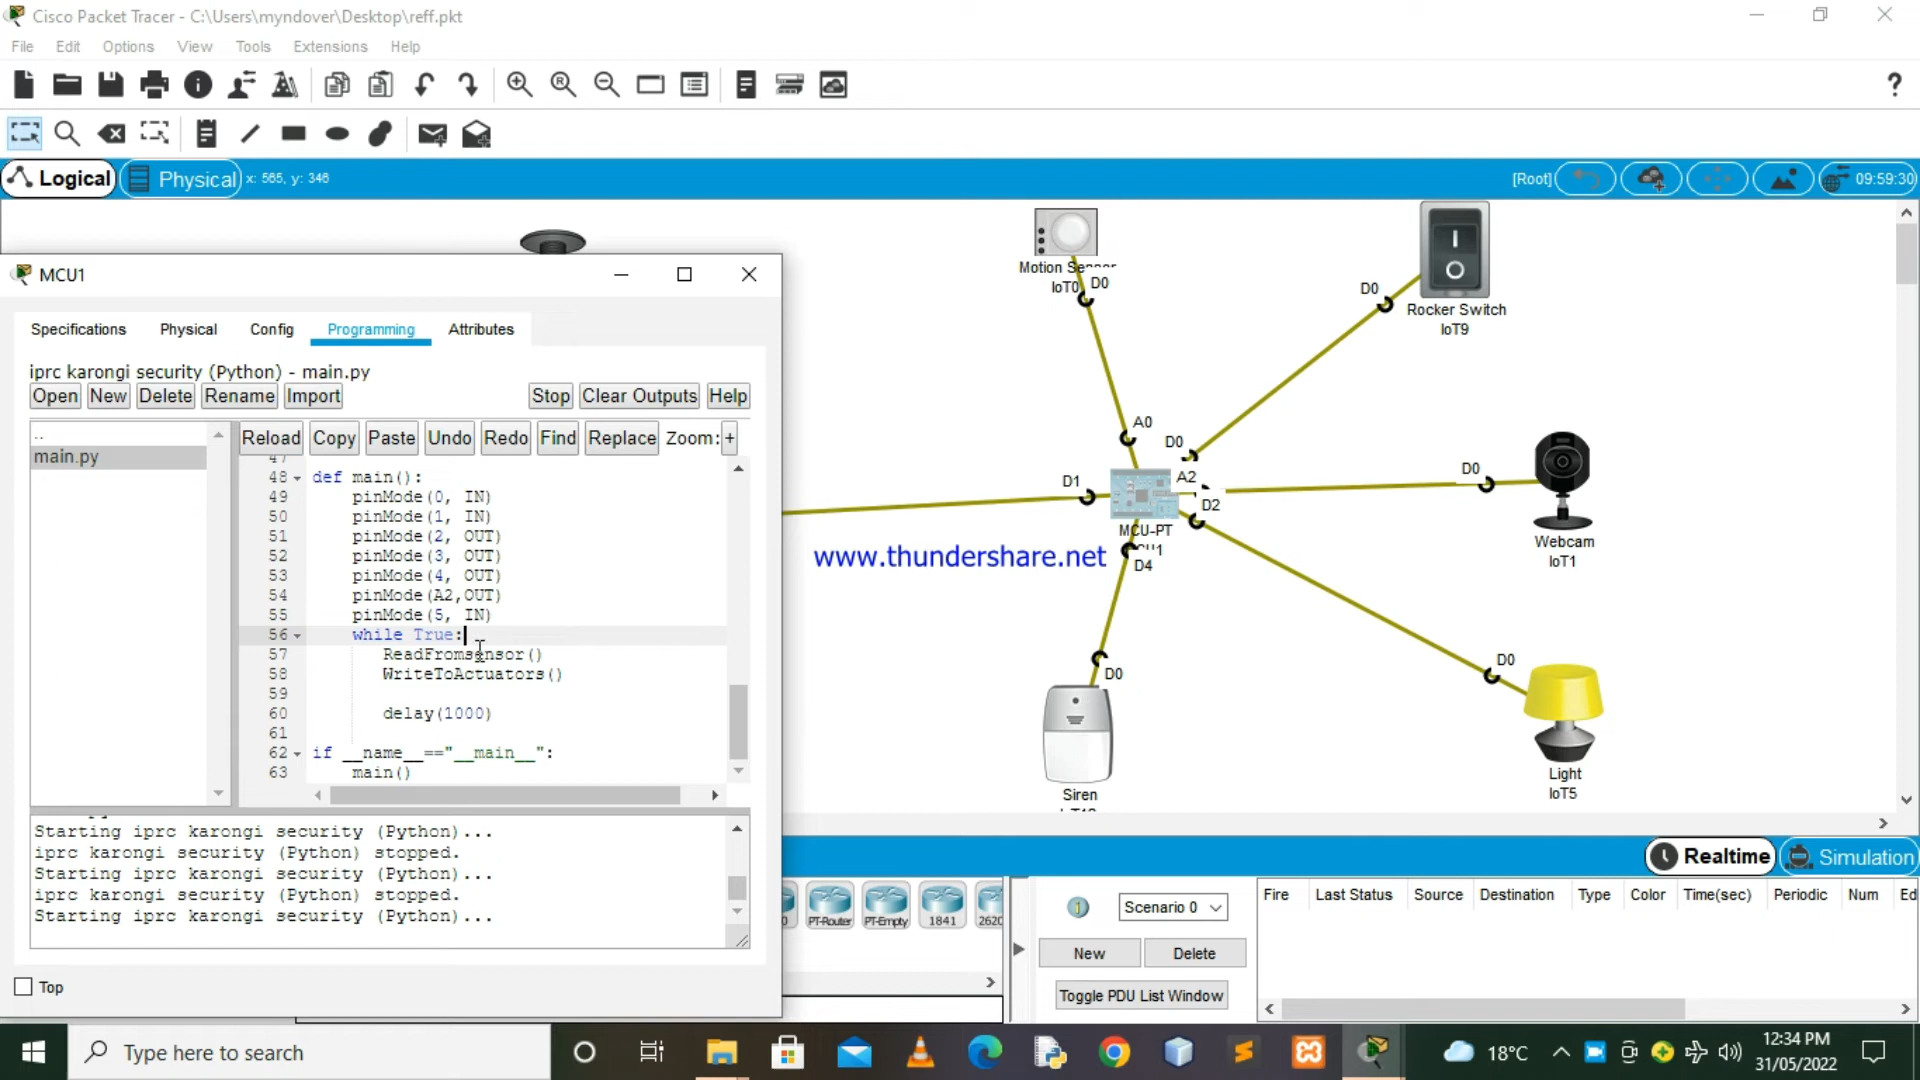 Cisco Packet Tracer - C:\Users\myndover\Desktop\reff.pkt
File Edit Options View Tools Extensions Help
?
Logical Physical x: 565, y: 346 [Root] 09:59:30
MCU1
Specifications Physical Config Programming Attributes
iprc karongi security (Python) - main.py
Open New Delete Rename Import Stop Clear Outputs Help
Reload Copy Paste Undo Redo Find Replace Zoom: +
..
main.py
47
48 def main():
49 pinMode(0, IN)
50 pinMode(1, IN)
51 pinMode(2, OUT)
52 pinMode(3, OUT)
53 pinMode(4, OUT)
54 pinMode(A2,OUT)
55 pinMode(5, IN)
56 while True:
57 ReadFromsensor()
58 WriteToActuators()
59
60 delay(1000)
61
62 if __name__=="__main__":
63 main()
Starting iprc karongi security (Python)...
iprc karongi security (Python) stopped.
Starting iprc karongi security (Python)...
iprc karongi security (Python) stopped.
Starting iprc karongi security (Python)...
Top
Motion Sensor
IoT0
D0
D0
Rocker Switch
IoT9
A0
D0
D1
A2
D2
D0
Webcam
IoT1
MCU-PT
D4
www.thundershare.net
D0
D0
Siren
Light
IoT5
Realtime Simulation
PT-Router PT-Empty 1841 2620
Scenario 0
New Delete
Toggle PDU List Window
Fire Last Status Source Destination Type Color Time(sec) Periodic Num Ed
Type here to search
18°C
12:34 PM
31/05/2022